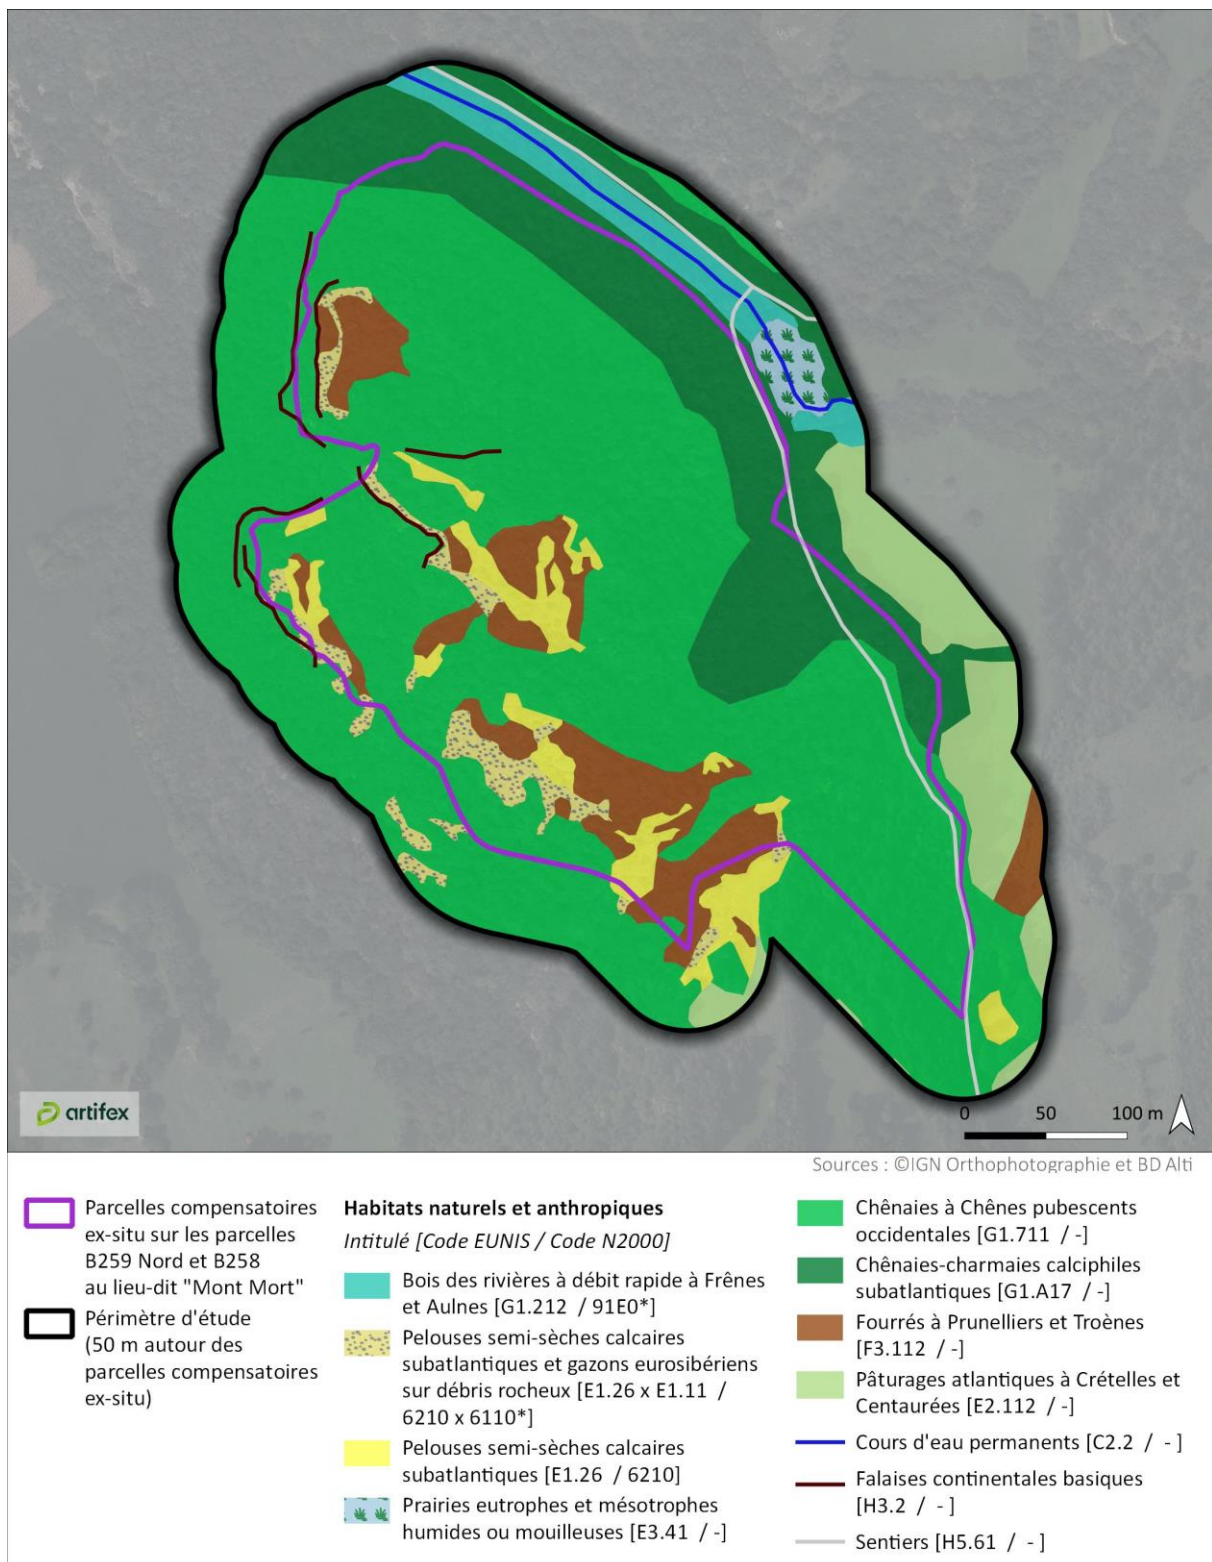 artifex
0 50 100 m
Sources : ©IGN Orthophotographie et BD Alti
Parcelles compensatoires
ex-situ sur les parcelles
B259 Nord et B258
au lieu-dit "Mont Mort"
Périmètre d'étude
(50 m autour des
parcelles compensatoires
ex-situ)
Habitats naturels et anthropiques
Intitulé [Code EUNIS / Code N2000]
Bois des rivières à débit rapide à Frênes
et Aulnes [G1.212 / 91E0*]
Pelouses semi-sèches calcaires
subatlantiques et gazons eurosibériens
sur débris rocheux [E1.26 x E1.11 /
6210 x 6110*]
Pelouses semi-sèches calcaires
subatlantiques [E1.26 / 6210]
Prairies eutrophes et mésotrophes
humides ou mouilleuses [E3.41 / -]
Chênaies à Chênes pubescents
occidentales [G1.711 / -]
Chênaies-charmaies calciphiles
subatlantiques [G1.A17 / -]
Fourrés à Prunelliers et Troènes
[F3.112 / -]
Pâturages atlantiques à Crételles et
Centaurées [E2.112 / -]
Cours d'eau permanents [C2.2 / - ]
Falaises continentales basiques
[H3.2 / - ]
Sentiers [H5.61 / - ]